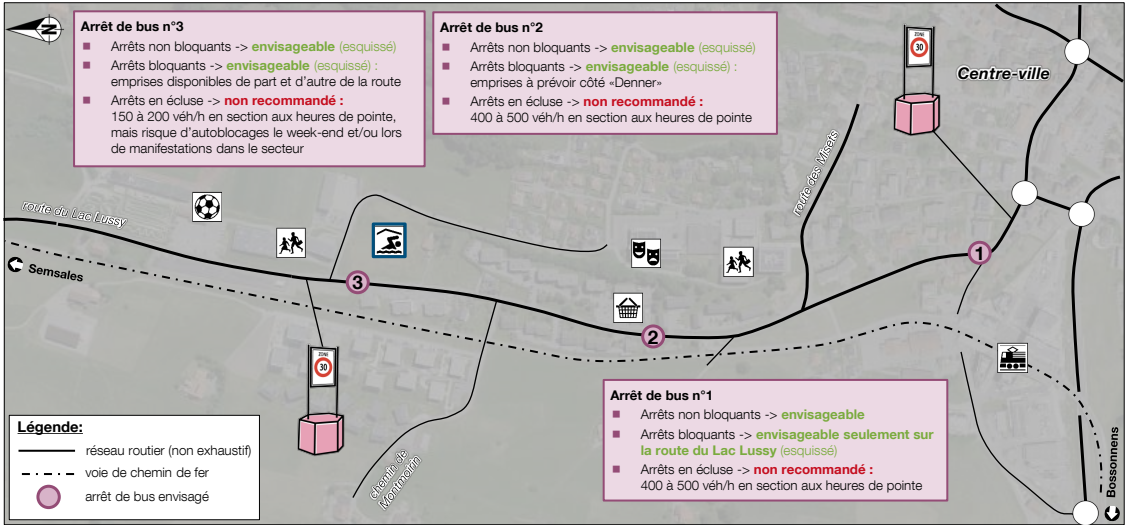 N
Arrêt de bus n°3
■ Arrêts non bloquants -> envisageable (esquissé)
■ Arrêts bloquants -> envisageable (esquissé) :
emprises disponibles de part et d'autre de la route
■ Arrêts en écluse -> non recommandé :
150 à 200 véh/h en section aux heures de pointe,
mais risque d'autoblocages le week-end et/ou lors
de manifestations dans le secteur
Arrêt de bus n°2
■ Arrêts non bloquants -> envisageable (esquissé)
■ Arrêts bloquants -> envisageable (esquissé) :
emprises à prévoir côté «Denner»
■ Arrêts en écluse -> non recommandé :
400 à 500 véh/h en section aux heures de pointe
ZONE
30
Centre-ville
route des Misets
route du Lac Lussy
Semsales
3
2
1
ZONE
30
chemin de
Montmoirin
Arrêt de bus n°1
■ Arrêts non bloquants -> envisageable
■ Arrêts bloquants -> envisageable seulement sur
la route du Lac Lussy (esquissé)
■ Arrêts en écluse -> non recommandé :
400 à 500 véh/h en section aux heures de pointe
Bossonnens
Légende:
réseau routier (non exhaustif)
voie de chemin de fer
arrêt de bus envisagé